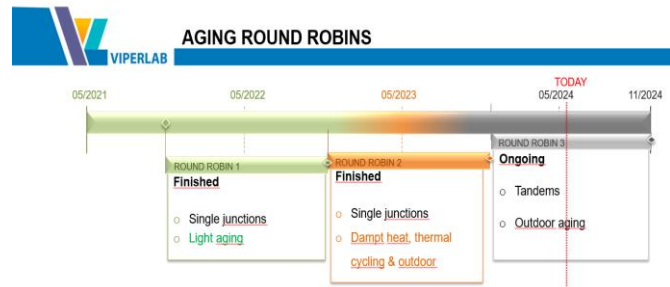 VIPERLAB
AGING ROUND ROBINS
TODAY
05/2021 05/2022 05/2023 05/2024 11/2024
ROUND ROBIN 1
Finished
o Single junctions
o Light aging
ROUND ROBIN 2
Finished
o Single junctions
o Dampt heat, thermal
cycling & outdoor
ROUND ROBIN 3
Ongoing
o Tandems
o Outdoor aging